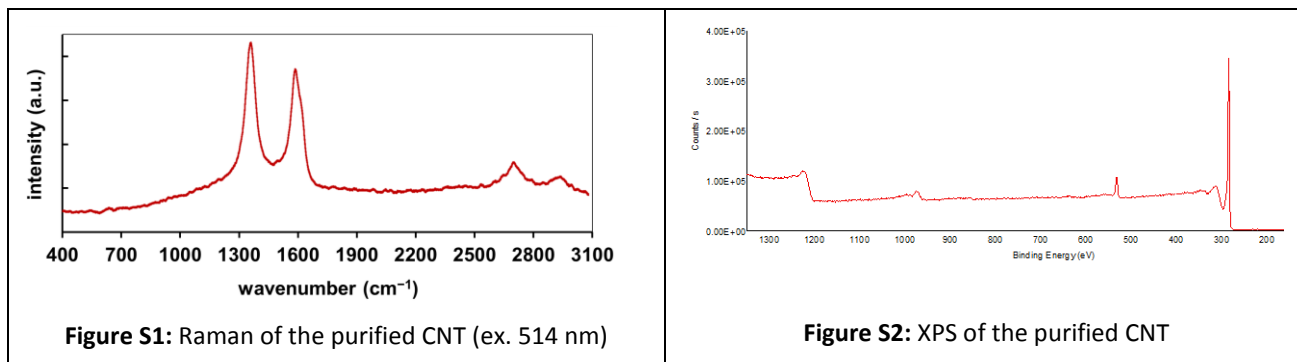 intensity (a.u.)
400 700 1000 1300 1600 1900 2200 2500 2800 3100
wavenumber (cm⁻¹)
Figure S1: Raman of the purified CNT (ex. 514 nm)
4.00E+05
3.00E+05
2.00E+05
1.00E+05
0.00E+00
Counts / s
1300 1200 1100 1000 900 800 700 600 500 400 300 200
Binding Energy (eV)
Figure S2: XPS of the purified CNT